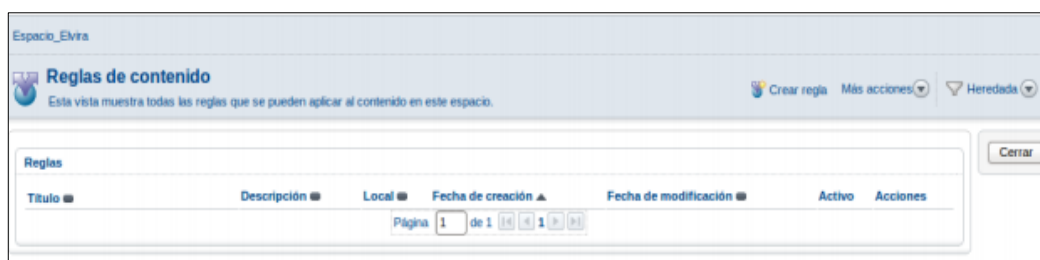 Espacio_Elvira
Reglas de contenido
Esta vista muestra todas las reglas que se pueden aplicar al contenido en este espacio.
Crear regla Más acciones Heredada
Cerrar
Reglas
Título Descripción Local Fecha de creación Fecha de modificación Activo Acciones
Página 1 de 1 1